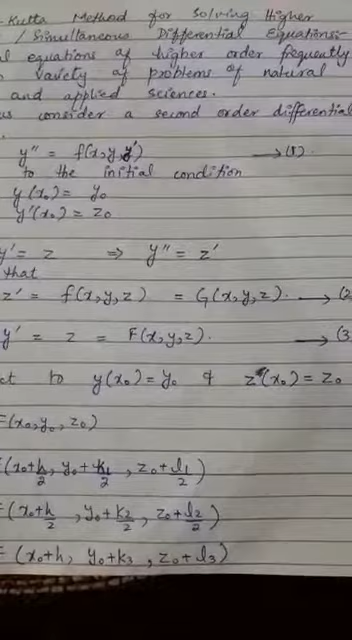 -Kutta Method for Solving Higher
/ Simultaneous Differential Equations:-
equations of higher order frequently
variety of problems of natural
and applied sciences.
us consider a second order differential
y'' = f(x, y, y') → (1)
to the initial condition
y(x₀) = y₀
y'(x₀) = z₀
y' = z ⇒ y'' = z'
that
z' = f(x, y, z) = G(x, y, z). → (2
y' = z = F(x, y, z). → (3
to y(x₀) = y₀ & z(x₀) = z₀
F(x₀, y₀, z₀)
(x₀+h/2, y₀+k₁/2, z₀+l₁/2)
(x₀+h/2, y₀+k₂/2, z₀+l₂/2)
(x₀+h, y₀+k₃, z₀+l₃)